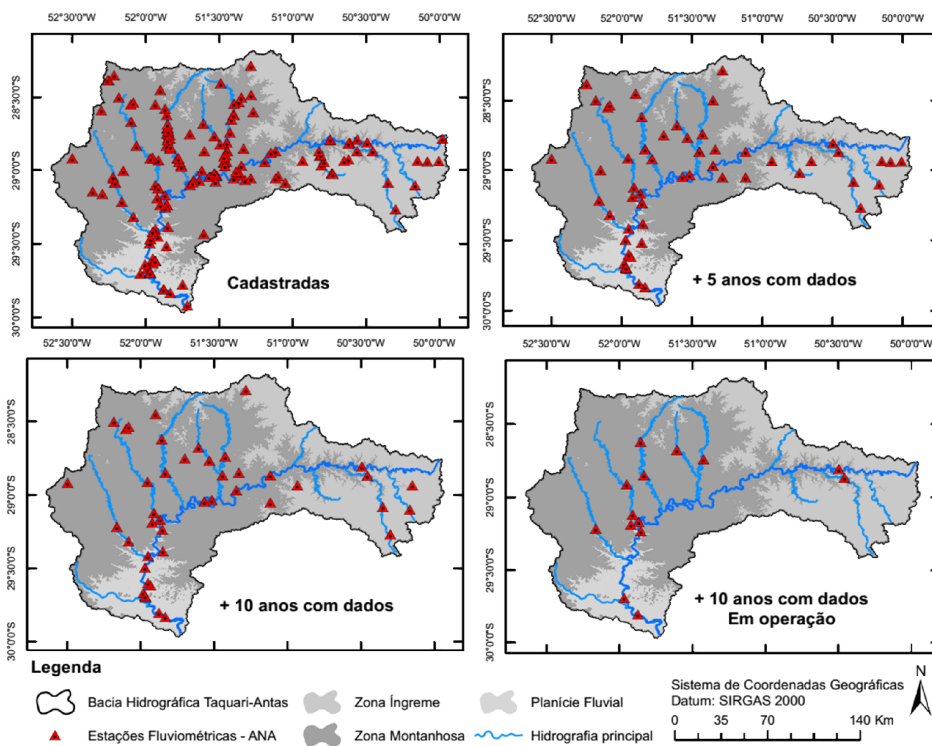 52°30'0"W 52°0'0"W 51°30'0"W 51°0'0"W 50°30'0"W 50°0'0"W
52°30'0"W 52°0'0"W 51°30'0"W 51°0'0"W 50°30'0"W 50°0'0"W
28°30'0"S
29°0'0"S
29°30'0"S
30°0'0"S
Cadastradas
28°30'0"S
29°0'0"S
29°30'0"S
30°0'0"S
+ 5 anos com dados
52°30'0"W 52°0'0"W 51°30'0"W 51°0'0"W 50°30'0"W 50°0'0"W
52°30'0"W 52°0'0"W 51°30'0"W 51°0'0"W 50°30'0"W 50°0'0"W
28°30'0"S
29°0'0"S
29°30'0"S
30°0'0"S
+ 10 anos com dados
28°30'0"S
29°0'0"S
29°30'0"S
30°0'0"S
+ 10 anos com dados
Em operação
Legenda
Bacia Hidrográfica Taquari-Antas
Zona Íngreme
Planície Fluvial
Estações Fluviométricas - ANA
Zona Montanhosa
Hidrografia principal
Sistema de Coordenadas Geográficas
Datum: SIRGAS 2000
0 35 70 140 Km
N